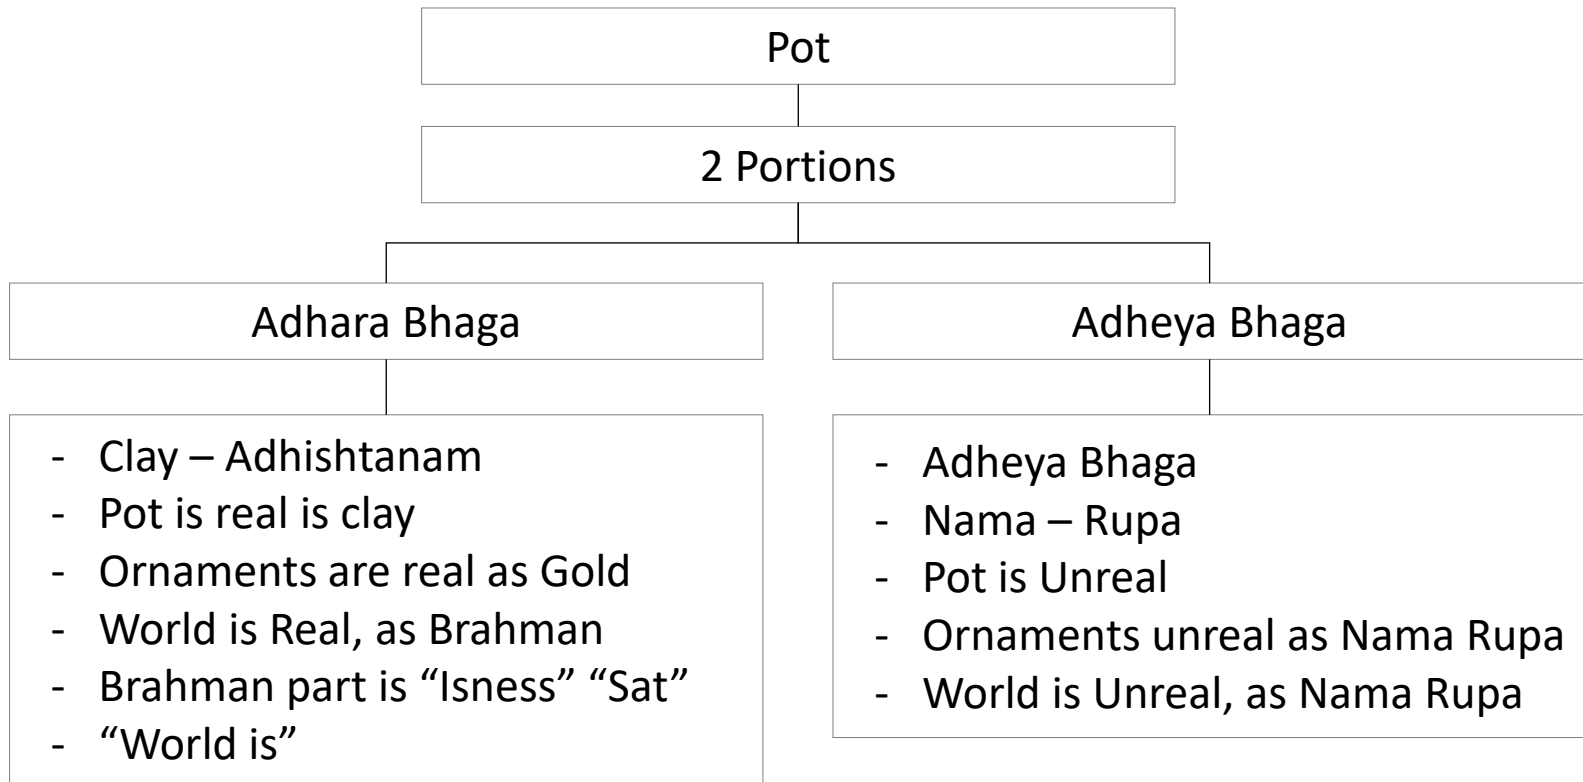 Pot
2 Portions
Adhara Bhaga
Adheya Bhaga
- Clay – Adhishtanam
- Pot is real is clay
- Ornaments are real as Gold
- World is Real, as Brahman
- Brahman part is “Isness” “Sat”
- “World is”
- Adheya Bhaga
- Nama – Rupa
- Pot is Unreal
- Ornaments unreal as Nama Rupa
- World is Unreal, as Nama Rupa